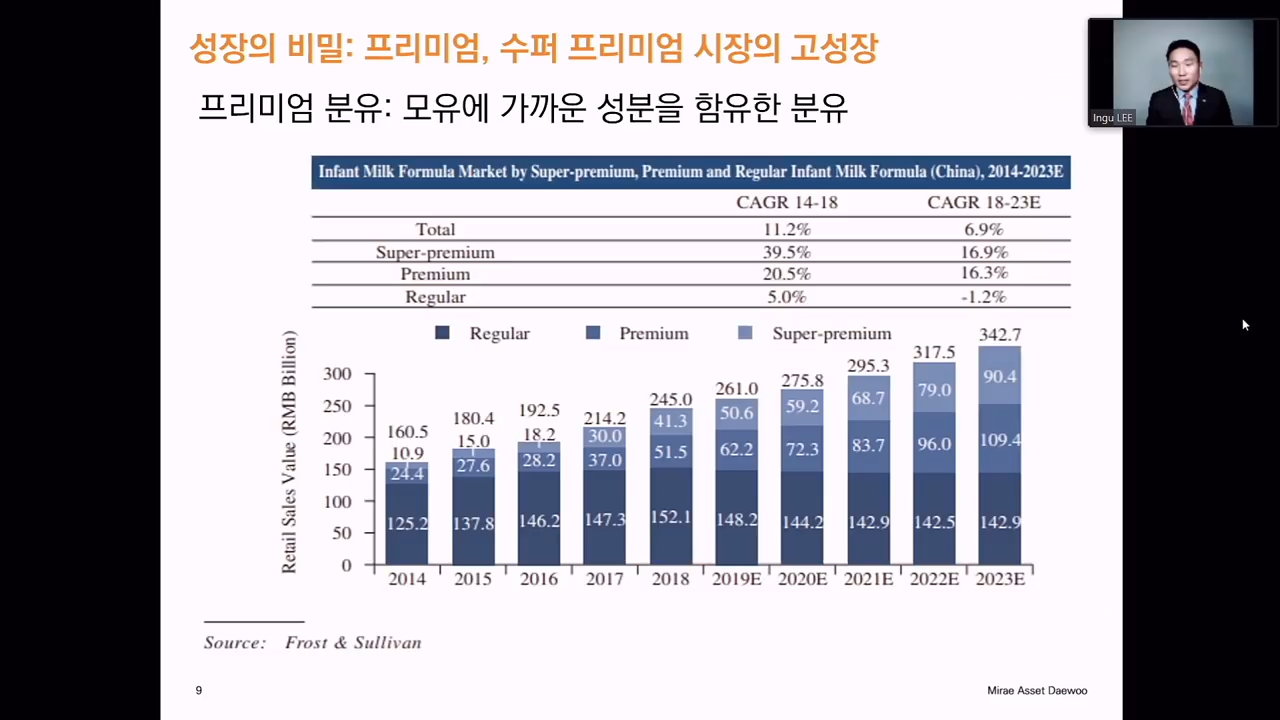 성장의 비밀: 프리미엄, 수퍼 프리미엄 시장의 고성장
프리미엄 분유: 모유에 가까운 성분을 함유한 분유
Ingu LEE
Infant Milk Formula Market by Super-premium, Premium and Regular Infant Milk Formula (China), 2014-2023E
CAGR 14-18 CAGR 18-23E
Total 11.2% 6.9%
Super-premium 39.5% 16.9%
Premium 20.5% 16.3%
Regular 5.0% -1.2%
Regular Premium Super-premium
Retail Sales Value (RMB Billion)
300
250
200
150
100
50
0
160.5 180.4 192.5 214.2 245.0 261.0 275.8 295.3 317.5 342.7
10.9 15.0 18.2 30.0 41.3 50.6 59.2 68.7 79.0 90.4
24.4 27.6 28.2 37.0 51.5 62.2 72.3 83.7 96.0 109.4
125.2 137.8 146.2 147.3 152.1 148.2 144.2 142.9 142.5 142.9
2014 2015 2016 2017 2018 2019E 2020E 2021E 2022E 2023E
Source: Frost & Sullivan
9
Mirae Asset Daewoo